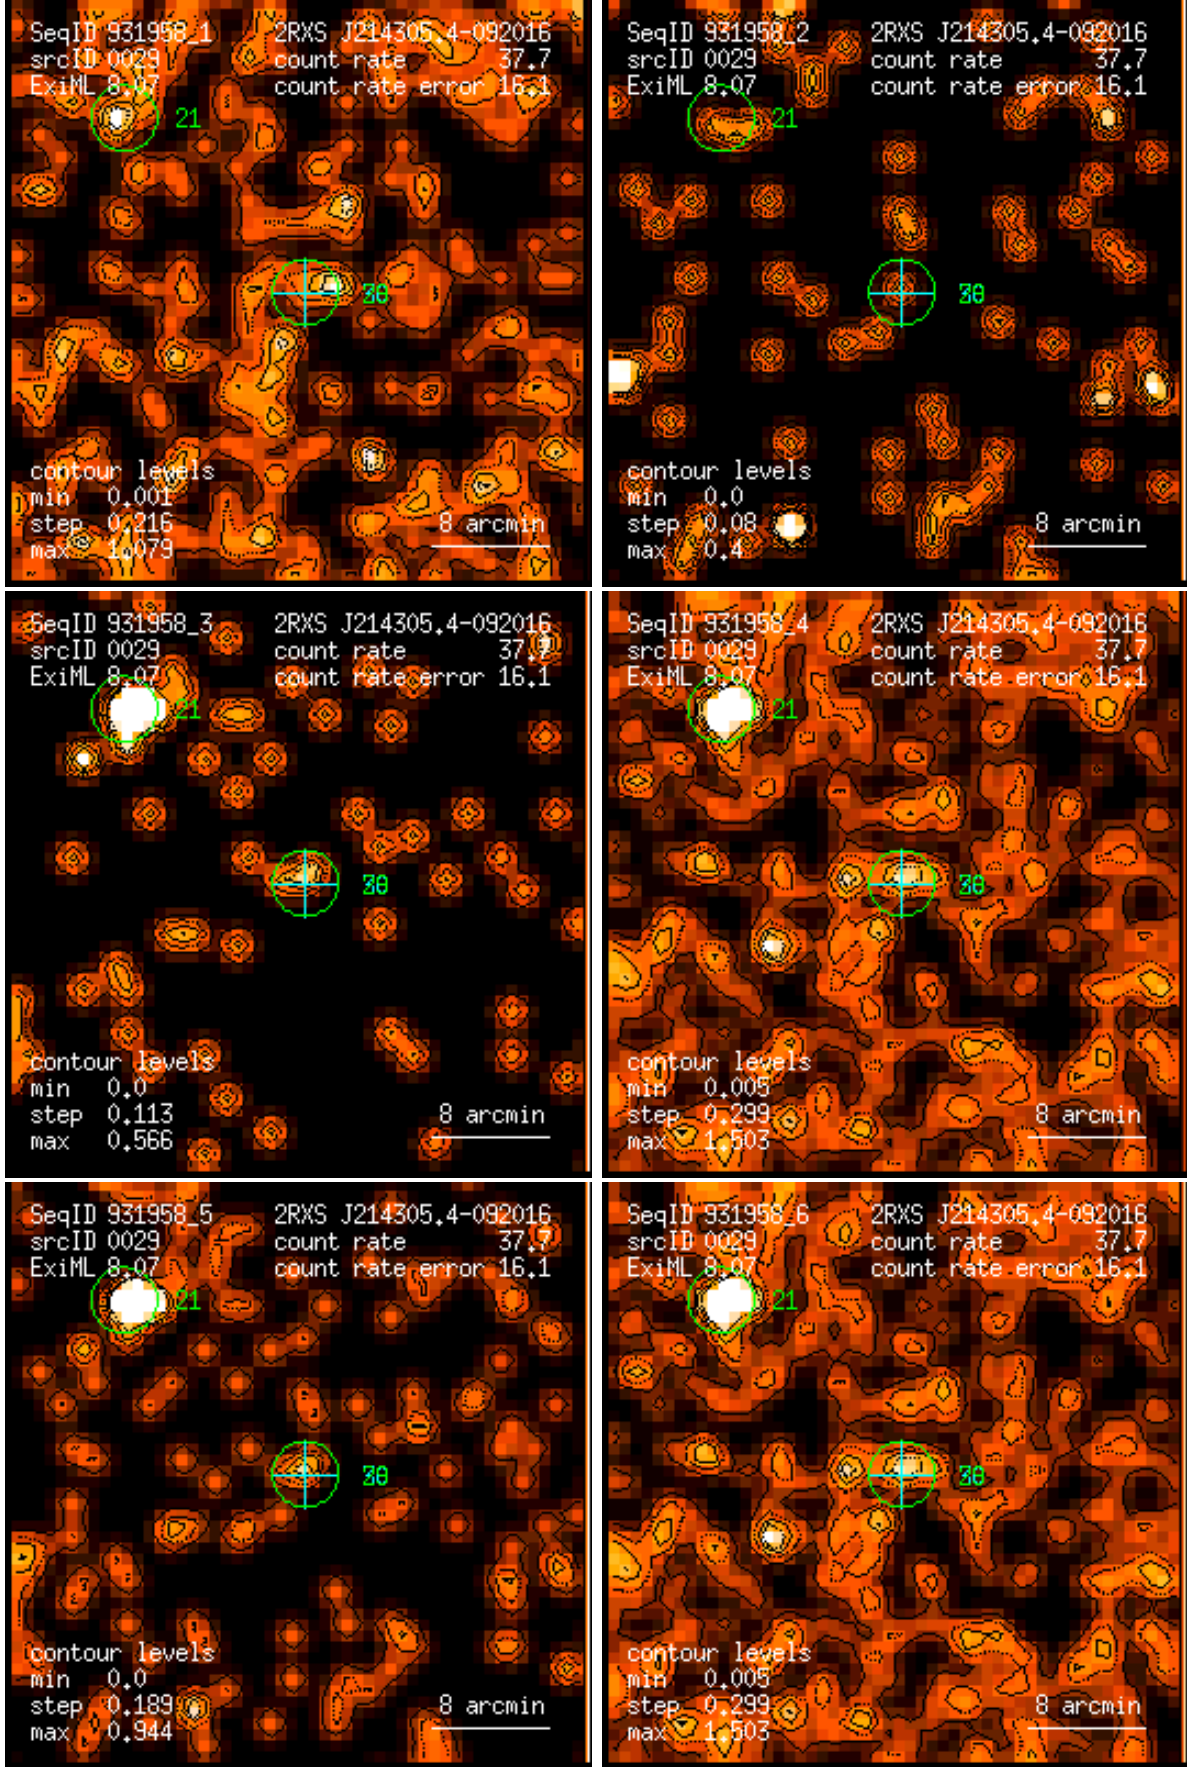 SeqID 931958_1 2RXS J214305.4-092016
srcID 0029 count rate 37.7
ExiML 8.07 count rate error 16.1
21
contour levels
min 0.001
step 0.216
max 1.079
8 arcmin
SeqID 931958_2 2RXS J214305.4-092016
srcID 0029 count rate 37.7
ExiML 8.07 count rate error 16.1
21
contour levels
min 0.0
step 0.08
max 0.4
8 arcmin
SeqID 931958_3 2RXS J214305.4-092016
srcID 0029 count rate 37.7
ExiML 8.07 count rate error 16.1
21
contour levels
min 0.0
step 0.113
max 0.566
8 arcmin
SeqID 931958_4 2RXS J214305.4-092016
srcID 0029 count rate 37.7
ExiML 8.07 count rate error 16.1
21
contour levels
min 0.005
step 0.299
max 1.503
8 arcmin
SeqID 931958_5 2RXS J214305.4-092016
srcID 0029 count rate 37.7
ExiML 8.07 count rate error 16.1
21
contour levels
min 0.0
step 0.189
max 0.944
8 arcmin
SeqID 931958_6 2RXS J214305.4-092016
srcID 0029 count rate 37.7
ExiML 8.07 count rate error 16.1
21
contour levels
min 0.005
step 0.299
max 1.503
8 arcmin